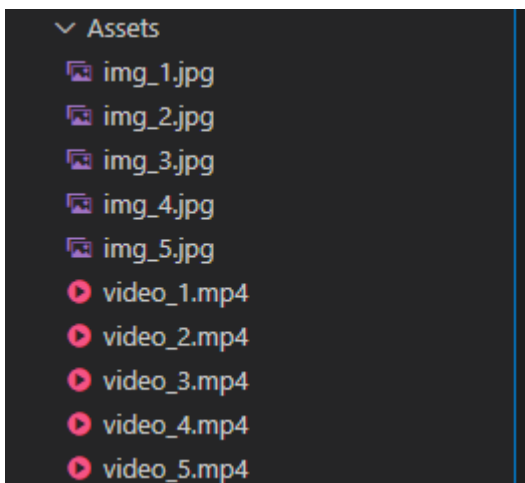 Assets
img_1.jpg
img_2.jpg
img_3.jpg
img_4.jpg
img_5.jpg
video_1.mp4
video_2.mp4
video_3.mp4
video_4.mp4
video_5.mp4